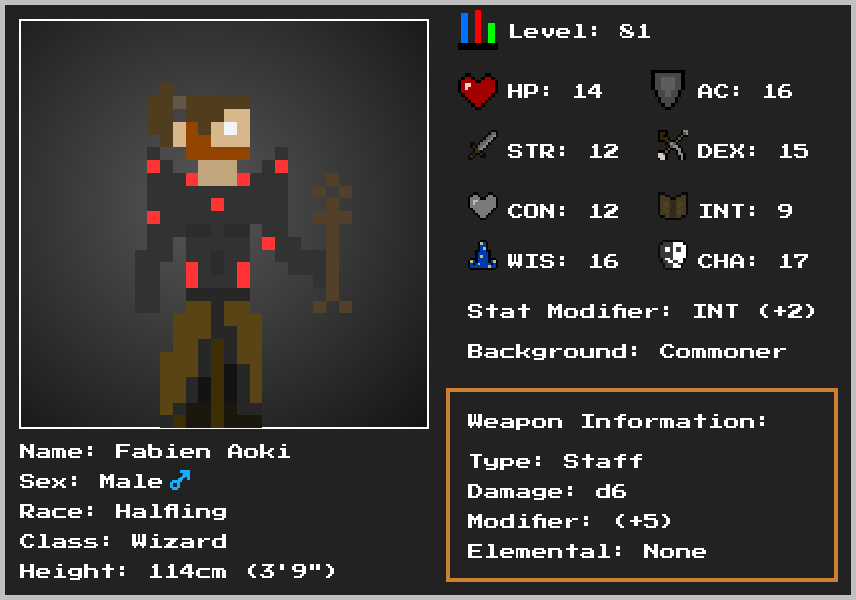 Level: 81
HP: 14 AC: 16
STR: 12 DEX: 15
CON: 12 INT: 9
WIS: 16 CHA: 17
Stat Modifier: INT (+2)
Background: Commoner
Weapon Information:
Type: Staff
Damage: d6
Modifier: (+5)
Elemental: None
Name: Fabien Aoki
Sex: Male ♂
Race: Halfling
Class: Wizard
Height: 114cm (3'9")